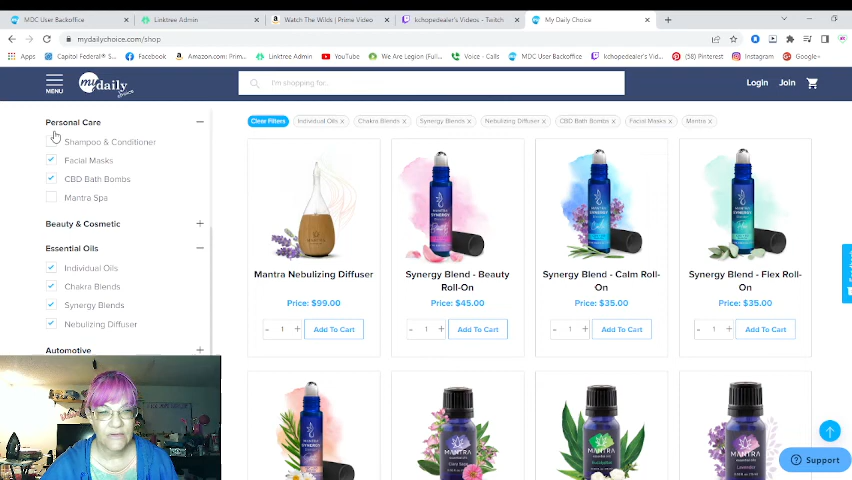 MDC User Backoffice
Linktree Admin
Watch The Wilds | Prime Video
kchopedealer's Videos - Twitch
My Daily Choice
mydailychoice.com/shop
Apps
Capitol Federal® S...
Facebook
Amazon.com: Prim...
Linktree Admin
YouTube
We Are Legion (Full...
Voice - Calls
MDC User Backoffice
kchopedealer's Vid...
(58) Pinterest
Instagram
Google+
MENU
my daily choice
I'm shopping for..
Login
Join
Personal Care
Shampoo & Conditioner
Facial Masks
CBD Bath Bombs
Mantra Spa
Beauty & Cosmetic
Essential Oils
Individual Oils
Chakra Blends
Synergy Blends
Nebulizing Diffuser
Automotive
Clear Filters
Individual Oils x
Chakra Blends x
Synergy Blends x
Nebulizing Diffuser x
CBD Bath Bombs x
Facial Masks x
Mantra x
Mantra Nebulizing Diffuser
Price: $99.00
- 1 +
Add To Cart
Synergy Blend - Beauty
Roll-On
Price: $45.00
- 1 +
Add To Cart
Synergy Blend - Calm Roll-
On
Price: $35.00
- 1 +
Add To Cart
Synergy Blend - Flex Roll-
On
Price: $35.00
- 1 +
Add To Cart
MANTRA
MANTRA
MANTRA
Support